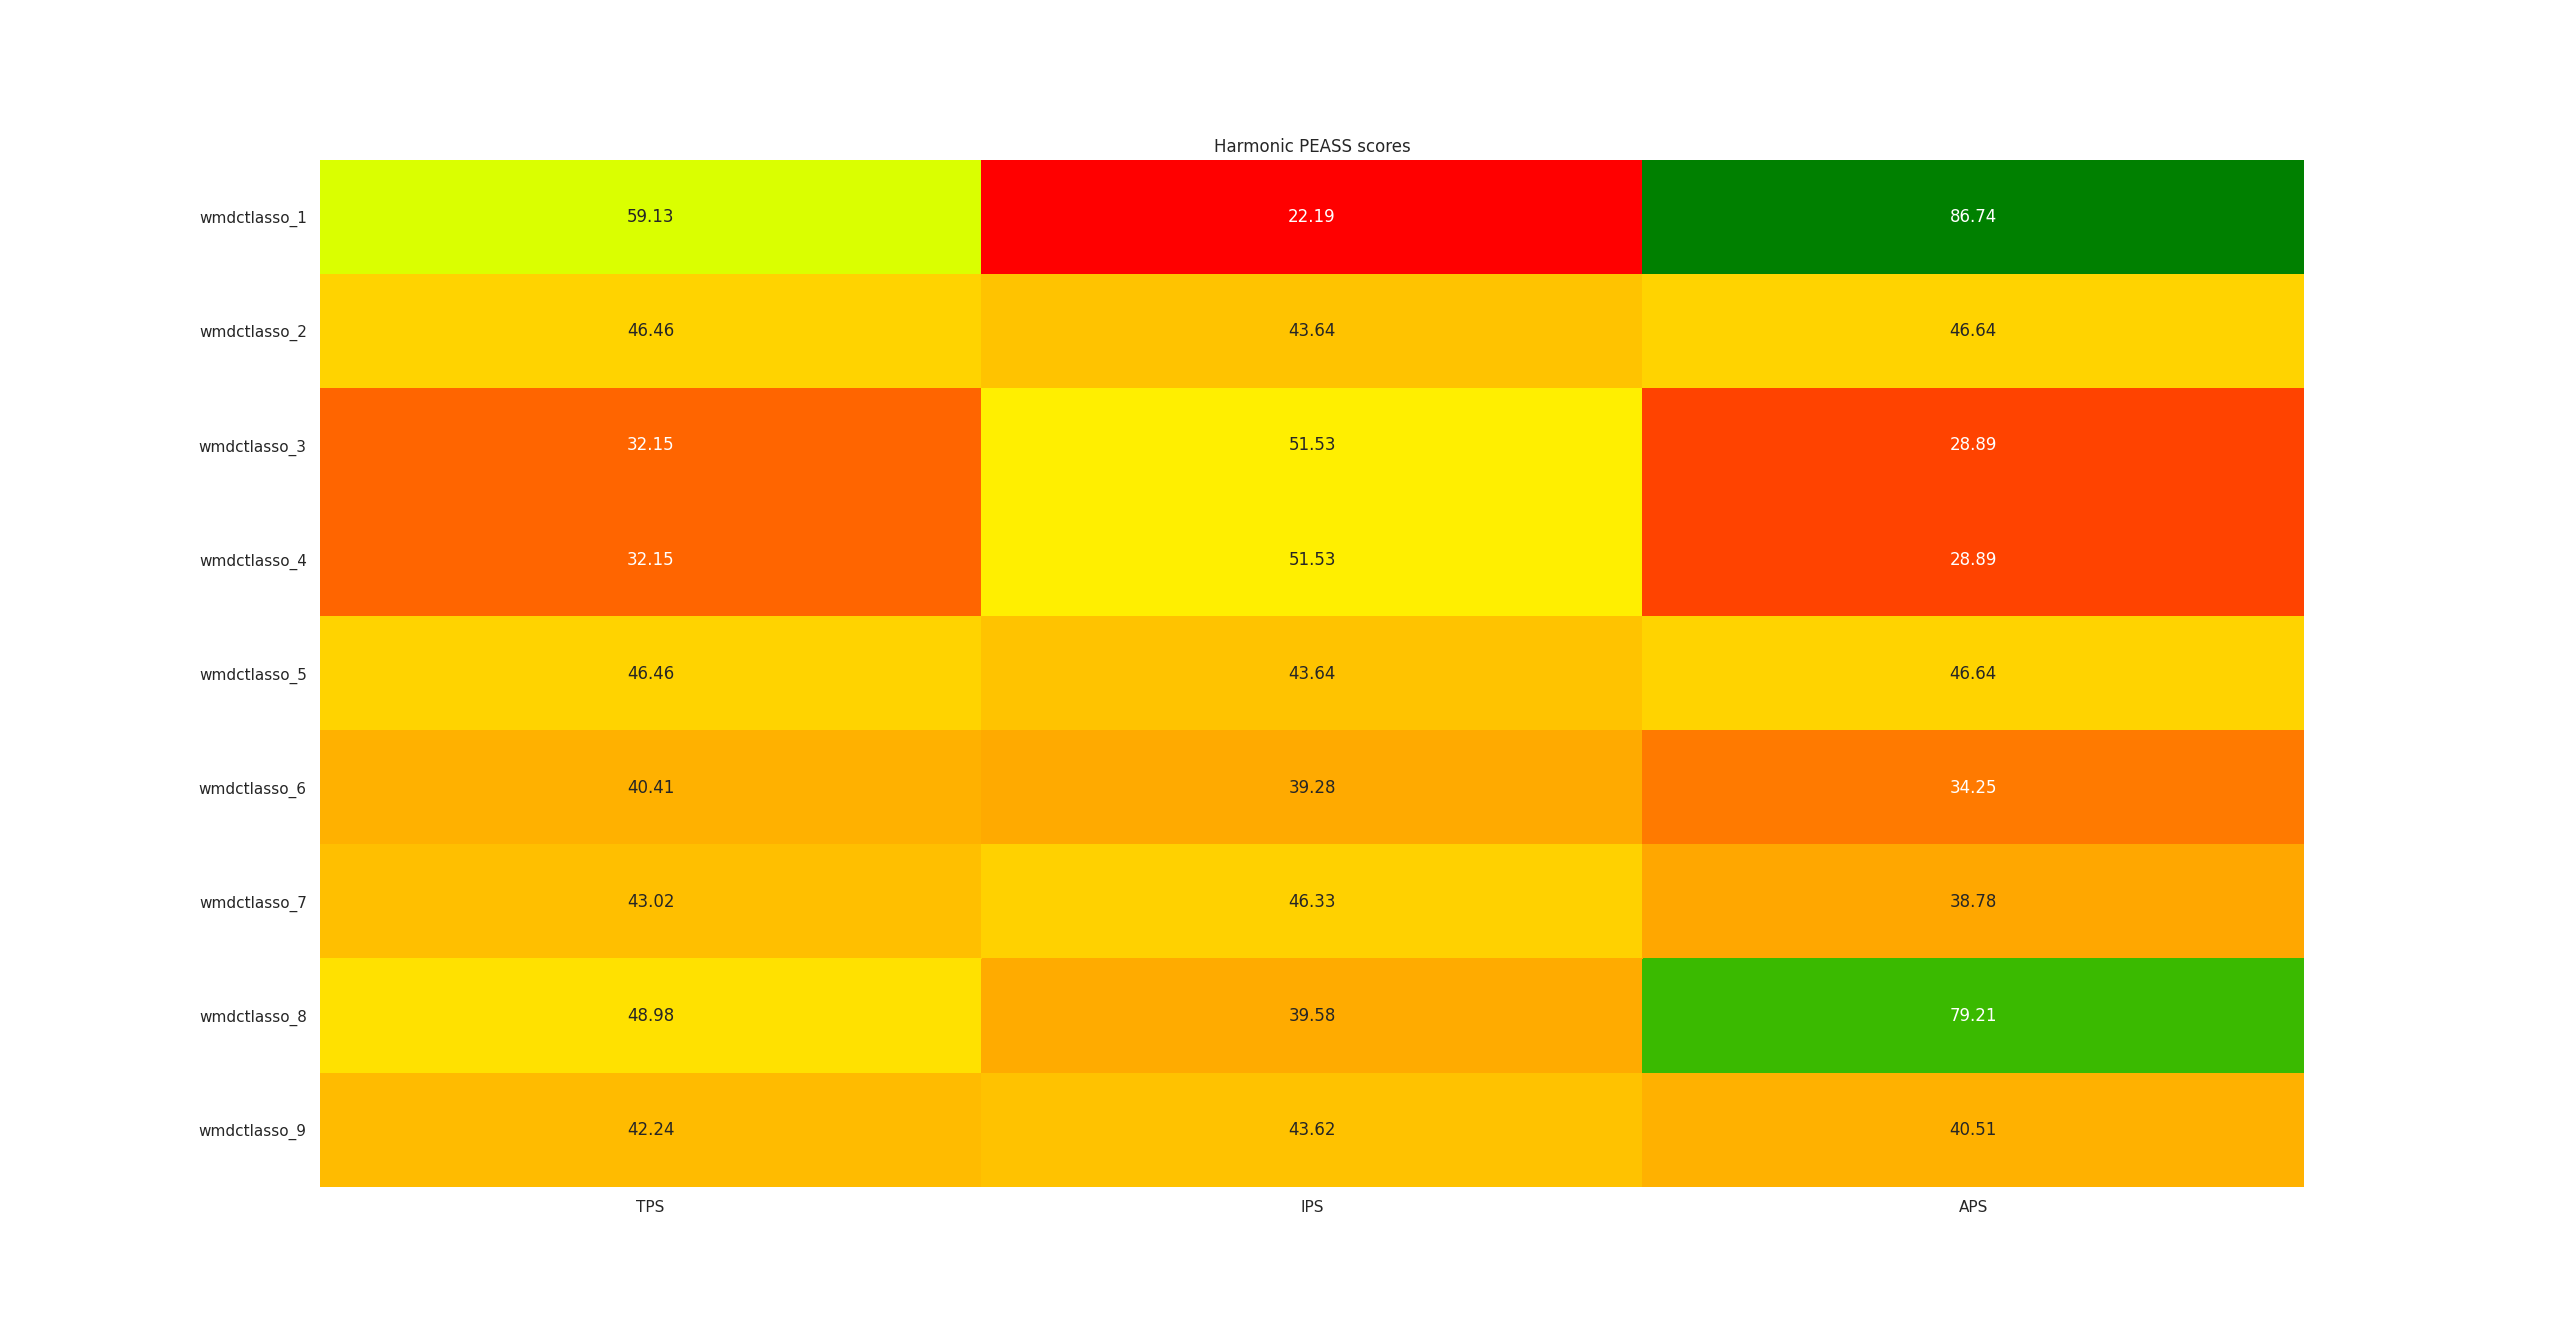 Harmonic PEASS scores
wmdctlasso_1 59.13 22.19 86.74
wmdctlasso_2 46.46 43.64 46.64
wmdctlasso_3 32.15 51.53 28.89
wmdctlasso_4 32.15 51.53 28.89
wmdctlasso_5 46.46 43.64 46.64
wmdctlasso_6 40.41 39.28 34.25
wmdctlasso_7 43.02 46.33 38.78
wmdctlasso_8 48.98 39.58 79.21
wmdctlasso_9 42.24 43.62 40.51
TPS IPS APS